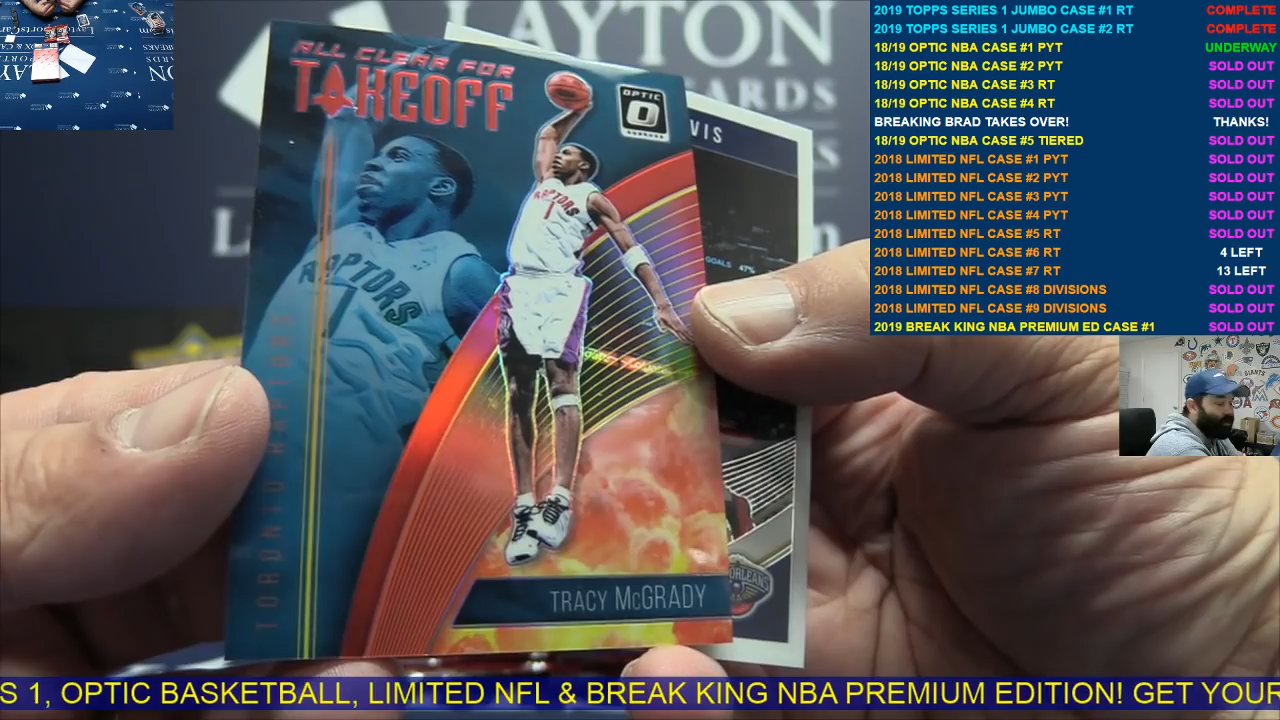 ALL CLEAR FOR
TAKEOFF
OPTIC
RAPTORS
1
RAPTORS
1
TORONTO RAPTORS
TRACY McGRADY
VIS
GOALS 47%
ORLEANS
LAYTON
CARDS
2019 TOPPS SERIES 1 JUMBO CASE #1 RT COMPLETE
2019 TOPPS SERIES 1 JUMBO CASE #2 RT COMPLETE
18/19 OPTIC NBA CASE #1 PYT UNDERWAY
18/19 OPTIC NBA CASE #2 PYT SOLD OUT
18/19 OPTIC NBA CASE #3 RT SOLD OUT
18/19 OPTIC NBA CASE #4 RT SOLD OUT
BREAKING BRAD TAKES OVER! THANKS!
18/19 OPTIC NBA CASE #5 TIERED SOLD OUT
2018 LIMITED NFL CASE #1 PYT SOLD OUT
2018 LIMITED NFL CASE #2 PYT SOLD OUT
2018 LIMITED NFL CASE #3 PYT SOLD OUT
2018 LIMITED NFL CASE #4 PYT SOLD OUT
2018 LIMITED NFL CASE #5 RT SOLD OUT
2018 LIMITED NFL CASE #6 RT 4 LEFT
2018 LIMITED NFL CASE #7 RT 13 LEFT
2018 LIMITED NFL CASE #8 DIVISIONS SOLD OUT
2018 LIMITED NFL CASE #9 DIVISIONS SOLD OUT
2019 BREAK KING NBA PREMIUM ED CASE #1 SOLD OUT
GIANTS
S 1, OPTIC BASKETBALL, LIMITED NFL & BREAK KING NBA PREMIUM EDITION! GET YOUR